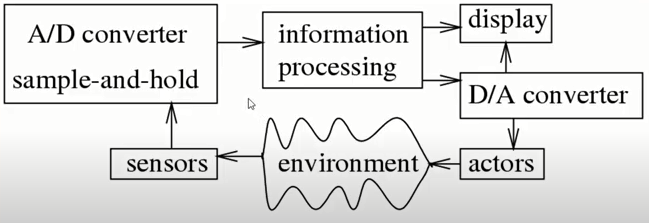 A/D converter
sample-and-hold
information
processing
display
D/A converter
sensors
environment
actors